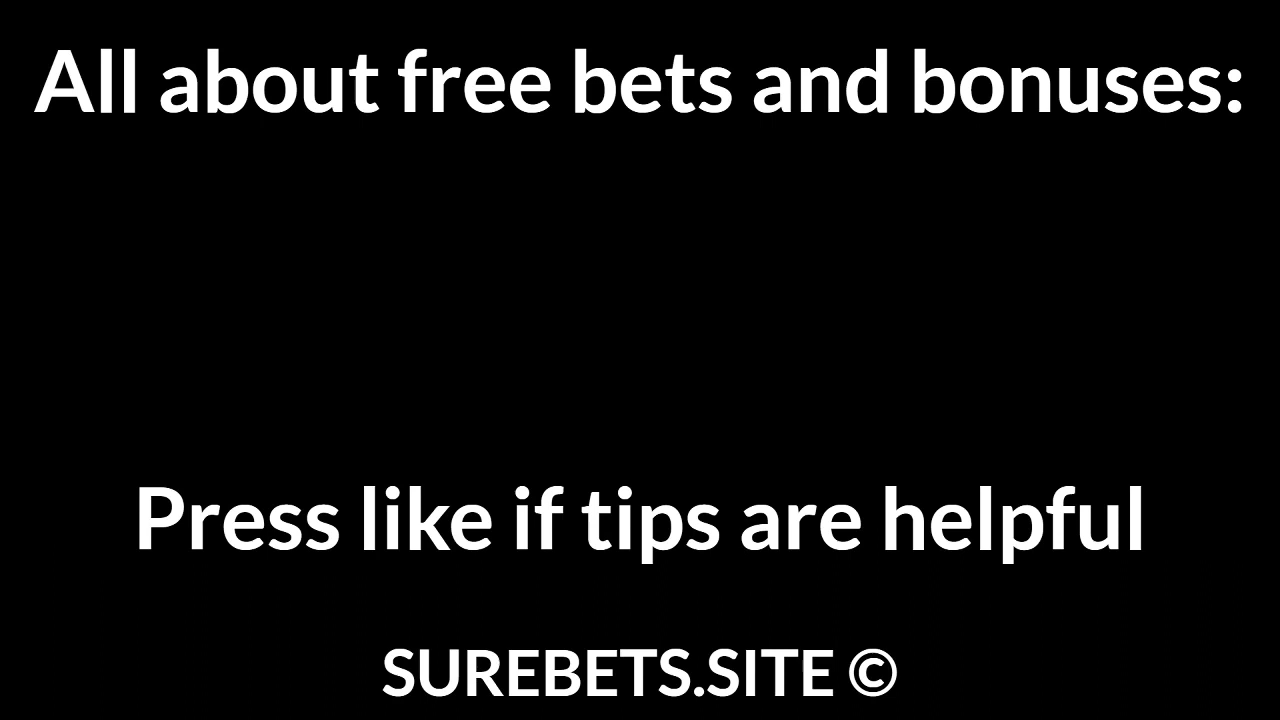 All about free bets and bonuses:
Press like if tips are helpful
SUREBETS.SITE ©